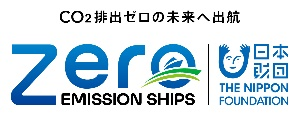 CO2排出ゼロの未来へ出航
Zero
EMISSION SHIPS
日本
財団
THE NIPPON
FOUNDATION